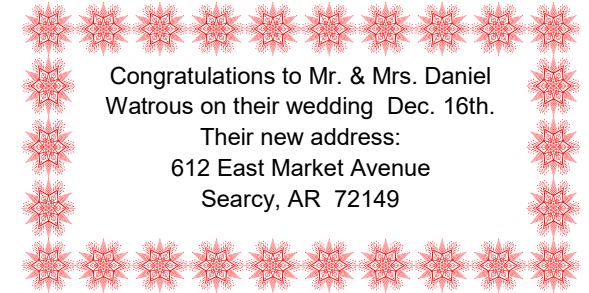 Congratulations to Mr. & Mrs. Daniel
Watrous on their wedding  Dec. 16th.
Their new address:
612 East Market Avenue
Searcy, AR  72149